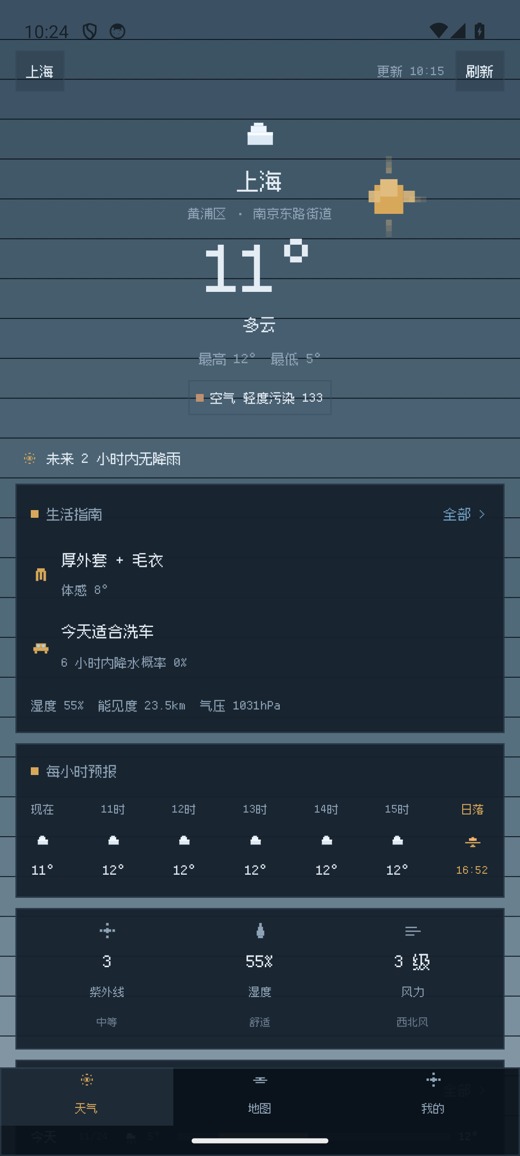 10:24
上海 更新 10:15 刷新
上海
黄浦区 · 南京东路街道
11°
多云
最高 12° 最低 5°
空气 轻度污染 133
未来 2 小时内无降雨
生活指南 全部
厚外套 + 毛衣
体感 8°
今天适合洗车
6 小时内降水概率 0%
湿度 55% 能见度 23.5km 气压 1031hPa
每小时预报
现在 11时 12时 13时 14时 15时 日落
11° 12° 12° 12° 12° 12° 16:52
3 55% 3 级
紫外线 湿度 风力
中等 舒适 西北风
全部
天气 地图 我的
今天 11°